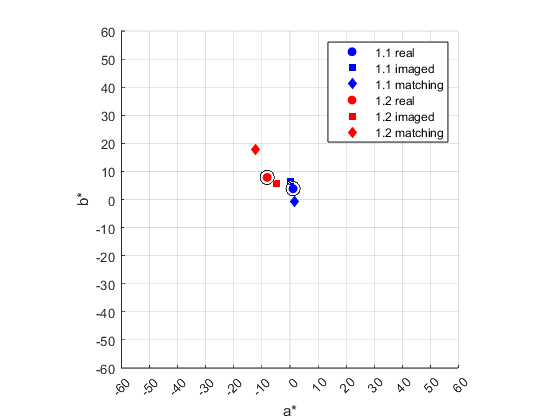 60
50
40
30
20
10
0
-10
-20
-30
-40
-50
-60
b*
1.1 real
1.1 imaged
1.1 matching
1.2 real
1.2 imaged
1.2 matching
-60 -50 -40 -30 -20 -10 0 10 20 30 40 50 60
a*